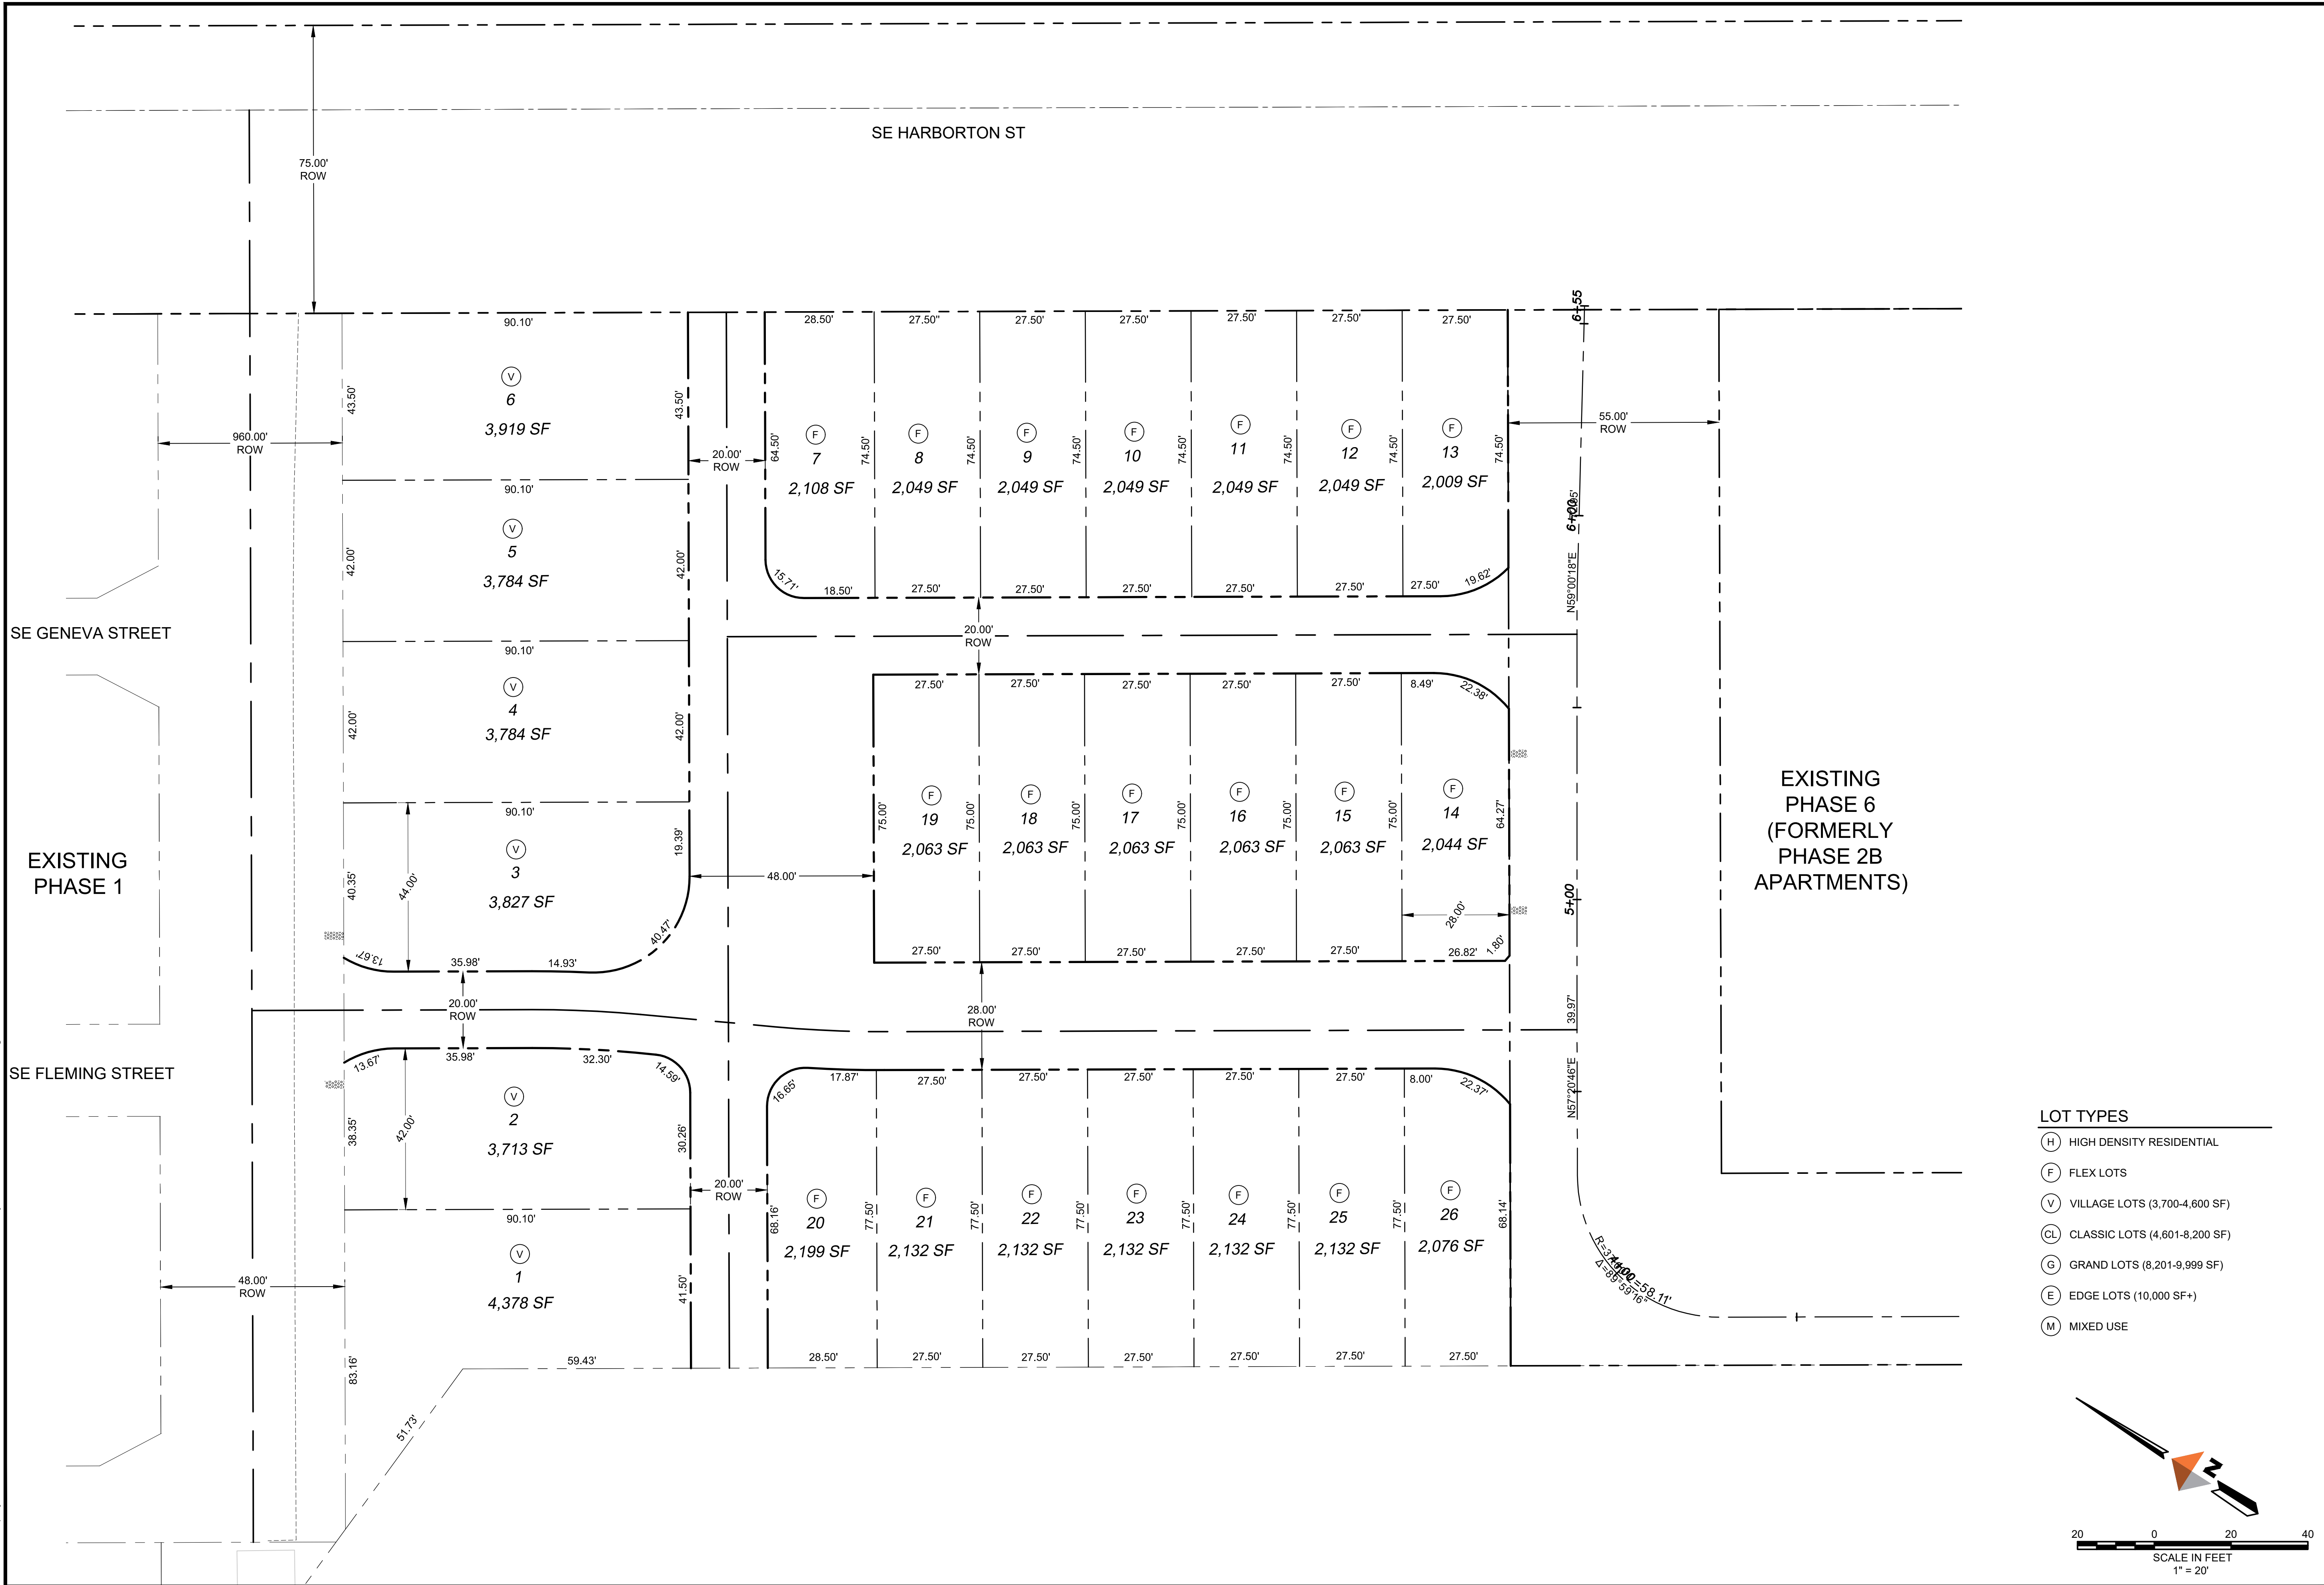 SE HARBORTON ST
75.00'
ROW
960.00'
ROW
SE GENEVA STREET
EXISTING
PHASE 1
SE FLEMING STREET
48.00'
ROW
90.10'
43.50'
V
6
3,919 SF
43.50'
90.10'
42.00'
V
5
3,784 SF
42.00'
90.10'
42.00'
V
4
3,784 SF
42.00'
90.10'
40.35'
44.00'
V
3
3,827 SF
19.39'
40.47'
13.67'
35.98'
14.93'
20.00'
ROW
13.67'
35.98'
32.30'
14.59'
38.35'
42.00'
V
2
3,713 SF
30.26'
90.10'
V
1
4,378 SF
41.50'
83.16'
59.43'
51.73'
20.00'
ROW
48.00'
20.00'
ROW
28.50'
27.50"
27.50'
27.50'
27.50'
27.50'
27.50'
64.50'
F
7
2,108 SF
74.50'
F
8
2,049 SF
74.50'
F
9
2,049 SF
74.50'
F
10
2,049 SF
74.50'
F
11
2,049 SF
74.50'
F
12
2,049 SF
74.50'
F
13
2,009 SF
74.50'
15.71'
18.50'
27.50'
27.50'
27.50'
27.50'
27.50'
27.50'
19.62'
20.00'
ROW
27.50'
27.50'
27.50'
27.50'
27.50'
8.49'
22.38'
75.00'
F
19
2,063 SF
75.00'
F
18
2,063 SF
75.00'
F
17
2,063 SF
75.00'
F
16
2,063 SF
75.00'
F
15
2,063 SF
75.00'
F
14
2,044 SF
64.27'
28.00'
27.50'
27.50'
27.50'
27.50'
27.50'
26.82'
1.80'
28.00'
ROW
16.65'
17.87'
27.50'
27.50'
27.50'
27.50'
27.50'
8.00'
22.37'
68.16'
F
20
2,199 SF
77.50'
F
21
2,132 SF
77.50'
F
22
2,132 SF
77.50'
F
23
2,132 SF
77.50'
F
24
2,132 SF
77.50'
F
25
2,132 SF
77.50'
F
26
2,076 SF
68.14'
28.50'
27.50'
27.50'
27.50'
27.50'
27.50'
27.50'
6+55
55.00'
ROW
6+00
N59°00'18"E
5+00
39.97'
N57°20'46"E
4+00
L=58.11'
Δ=89°59'16"
EXISTING
PHASE 6
(FORMERLY
PHASE 2B
APARTMENTS)
LOT TYPES
H HIGH DENSITY RESIDENTIAL
F FLEX LOTS
V VILLAGE LOTS (3,700-4,600 SF)
CL CLASSIC LOTS (4,601-8,200 SF)
G GRAND LOTS (8,201-9,999 SF)
E EDGE LOTS (10,000 SF+)
M MIXED USE
N
20 0 20 40
SCALE IN FEET
1" = 20'